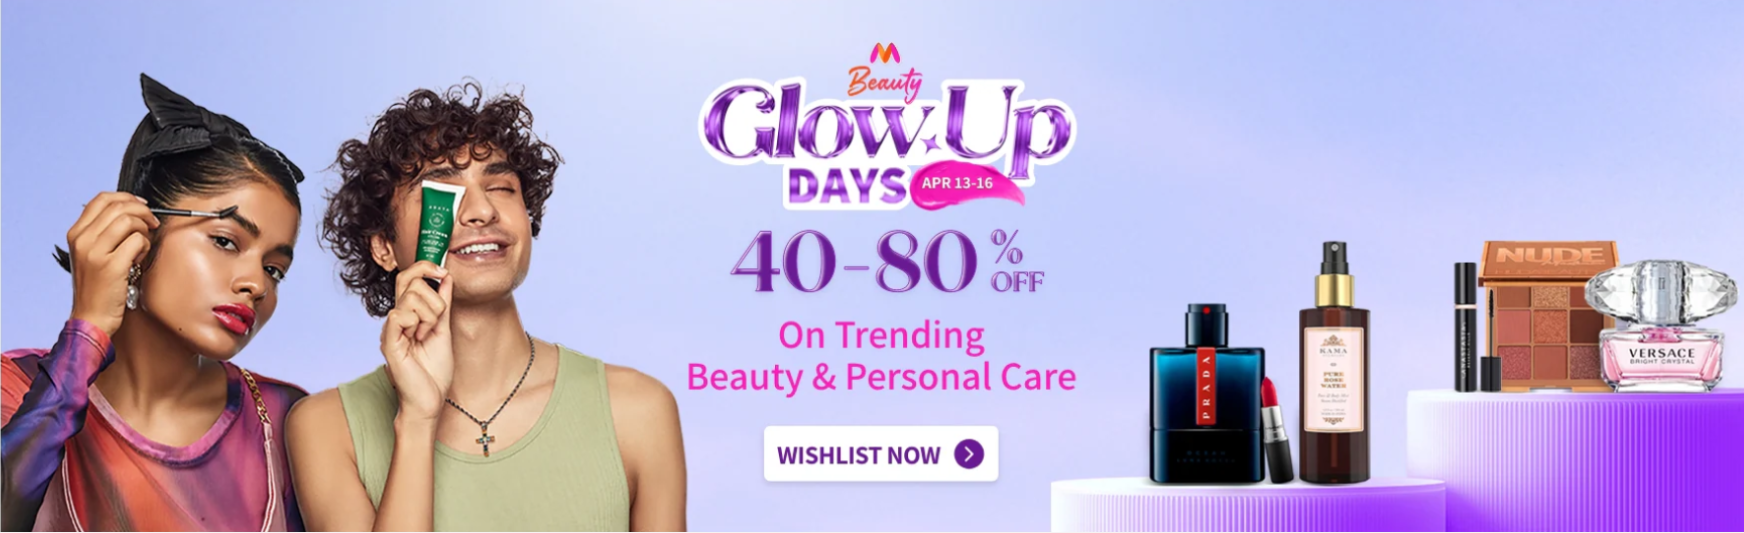 Beauty
Glow Up
DAYS
APR 13-16
40-80% OFF
On Trending
Beauty & Personal Care
WISHLIST NOW
PRADA
KAMA
PURE
ROSE
WATER
NUDE
VERSACE
BRIGHT CRYSTAL